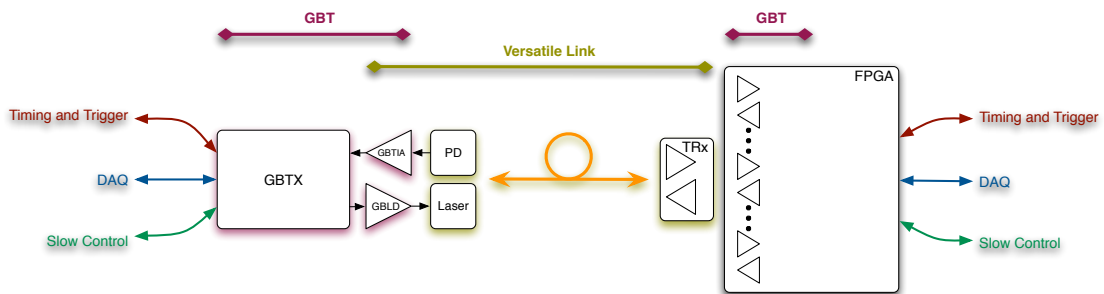 GBT
GBT
Versatile Link
FPGA
Timing and Trigger
DAQ
Slow Control
GBTX
GBTIA
PD
GBLD
Laser
TRx
Timing and Trigger
DAQ
Slow Control